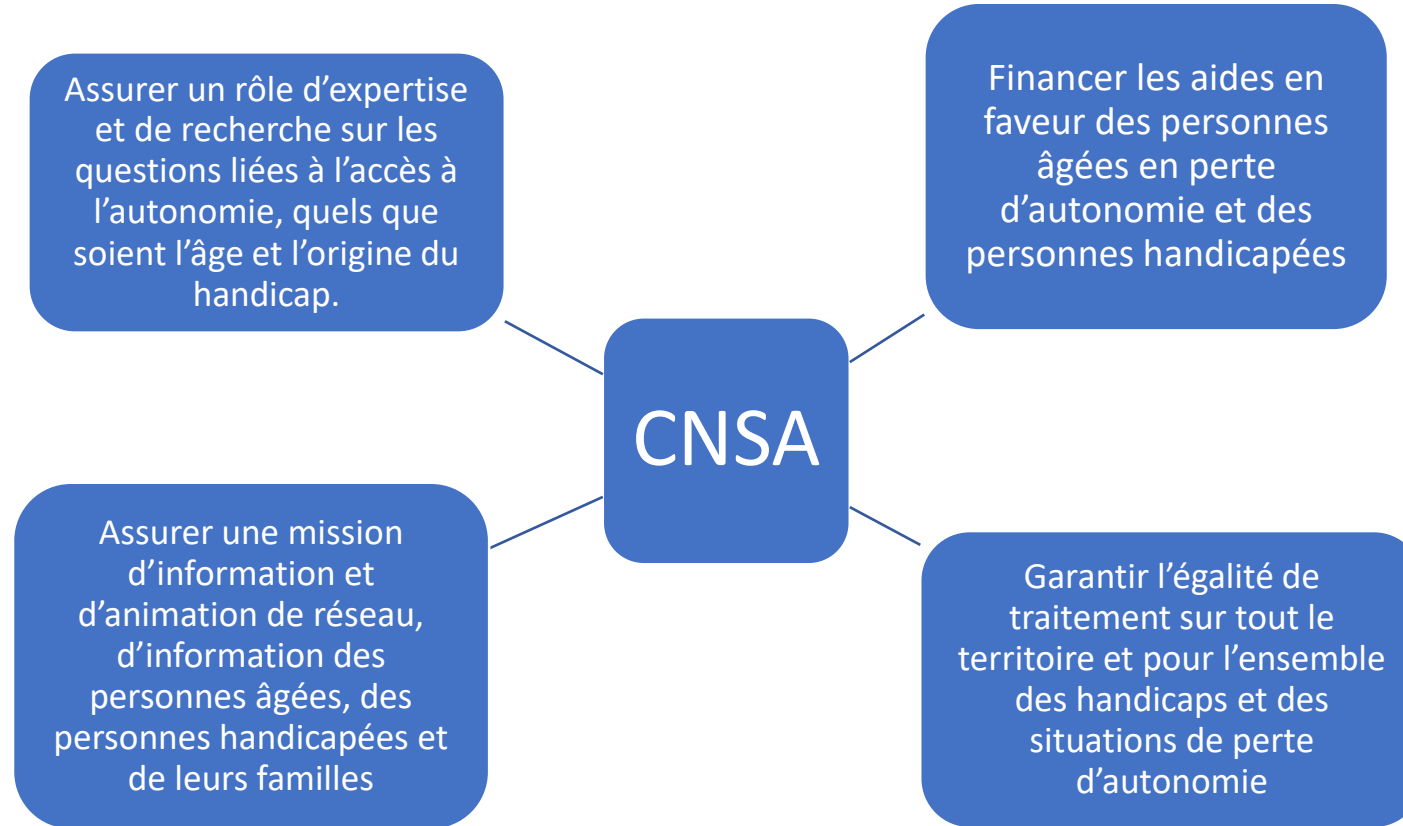 Assurer un rôle d’expertise
et de recherche sur les
questions liées à l’accès à
l’autonomie, quels que
soient l’âge et l’origine du
handicap.
Financer les aides en
faveur des personnes
âgées en perte
d’autonomie et des
personnes handicapées
CNSA
Assurer une mission
d’information et
d’animation de réseau,
d’information des
personnes âgées, des
personnes handicapées et
de leurs familles
Garantir l’égalité de
traitement sur tout le
territoire et pour l’ensemble
des handicaps et des
situations de perte
d’autonomie